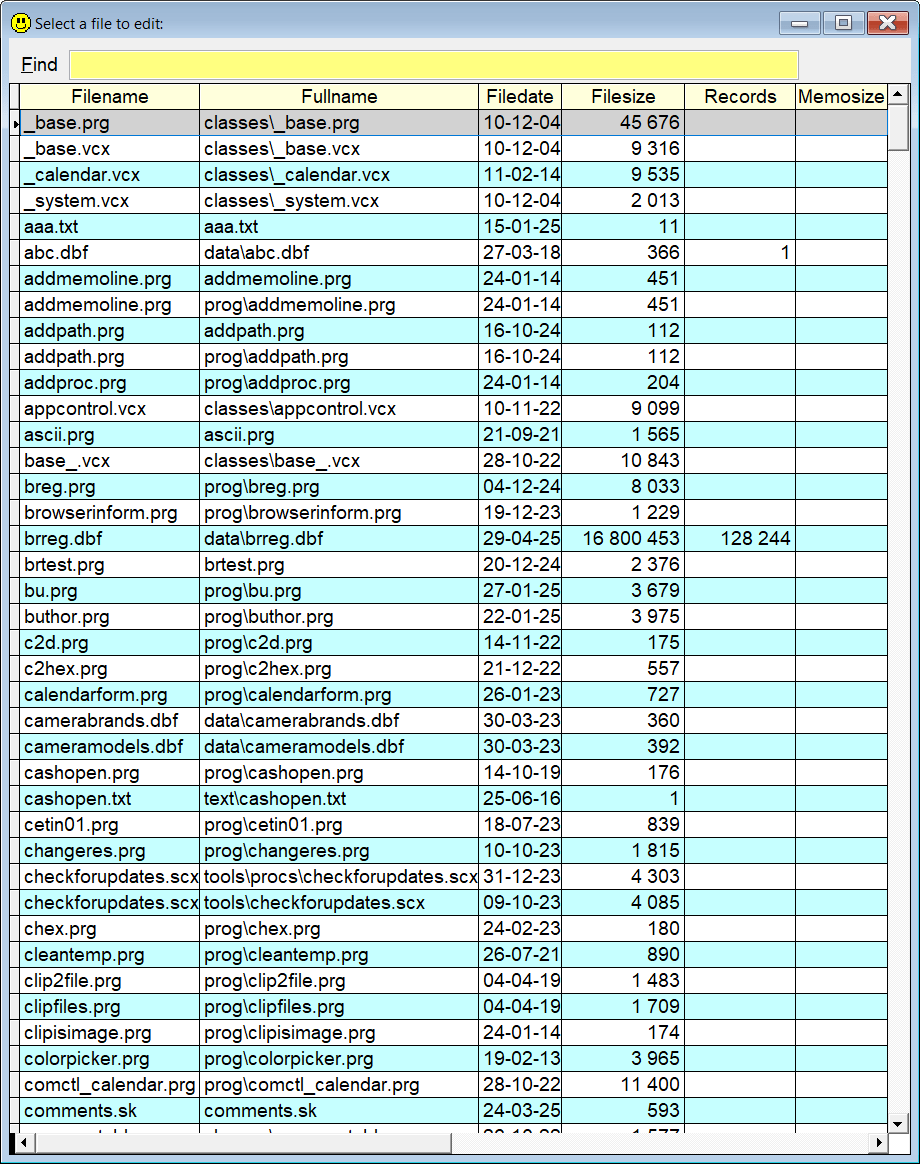 Select a file to edit:
Find
Filename Fullname Filedate Filesize Records Memosize
_base.prg classes\_base.prg 10-12-04 45 676
_base.vcx classes\_base.vcx 10-12-04 9 316
_calendar.vcx classes\_calendar.vcx 11-02-14 9 535
_system.vcx classes\_system.vcx 10-12-04 2 013
aaa.txt aaa.txt 15-01-25 11
abc.dbf data\abc.dbf 27-03-18 366 1
addmemoline.prg addmemoline.prg 24-01-14 451
addmemoline.prg prog\addmemoline.prg 24-01-14 451
addpath.prg addpath.prg 16-10-24 112
addpath.prg prog\addpath.prg 16-10-24 112
addproc.prg prog\addproc.prg 24-01-14 204
appcontrol.vcx classes\appcontrol.vcx 10-11-22 9 099
ascii.prg ascii.prg 21-09-21 1 565
base_.vcx classes\base_.vcx 28-10-22 10 843
breg.prg prog\breg.prg 04-12-24 8 033
browserinform.prg prog\browserinform.prg 19-12-23 1 229
brreg.dbf data\brreg.dbf 29-04-25 16 800 453 128 244
brtest.prg brtest.prg 20-12-24 2 376
bu.prg prog\bu.prg 27-01-25 3 679
buthor.prg prog\buthor.prg 22-01-25 3 975
c2d.prg prog\c2d.prg 14-11-22 175
c2hex.prg prog\c2hex.prg 21-12-22 557
calendarform.prg prog\calendarform.prg 26-01-23 727
camerabrands.dbf data\camerabrands.dbf 30-03-23 360
cameramodels.dbf data\cameramodels.dbf 30-03-23 392
cashopen.prg prog\cashopen.prg 14-10-19 176
cashopen.txt text\cashopen.txt 25-06-16 1
cetin01.prg prog\cetin01.prg 18-07-23 839
changeres.prg prog\changeres.prg 10-10-23 1 815
checkforupdates.scx tools\procs\checkforupdates.scx 31-12-23 4 303
checkforupdates.scx tools\checkforupdates.scx 09-10-23 4 085
chex.prg prog\chex.prg 24-02-23 180
cleantemp.prg prog\cleantemp.prg 26-07-21 890
clip2file.prg prog\clip2file.prg 04-04-19 1 483
clipfiles.prg prog\clipfiles.prg 04-04-19 1 709
clipisimage.prg prog\clipisimage.prg 24-01-14 174
colorpicker.prg prog\colorpicker.prg 19-02-13 3 965
comctl_calendar.prg prog\comctl_calendar.prg 28-10-22 11 400
comments.sk comments.sk 24-03-25 593